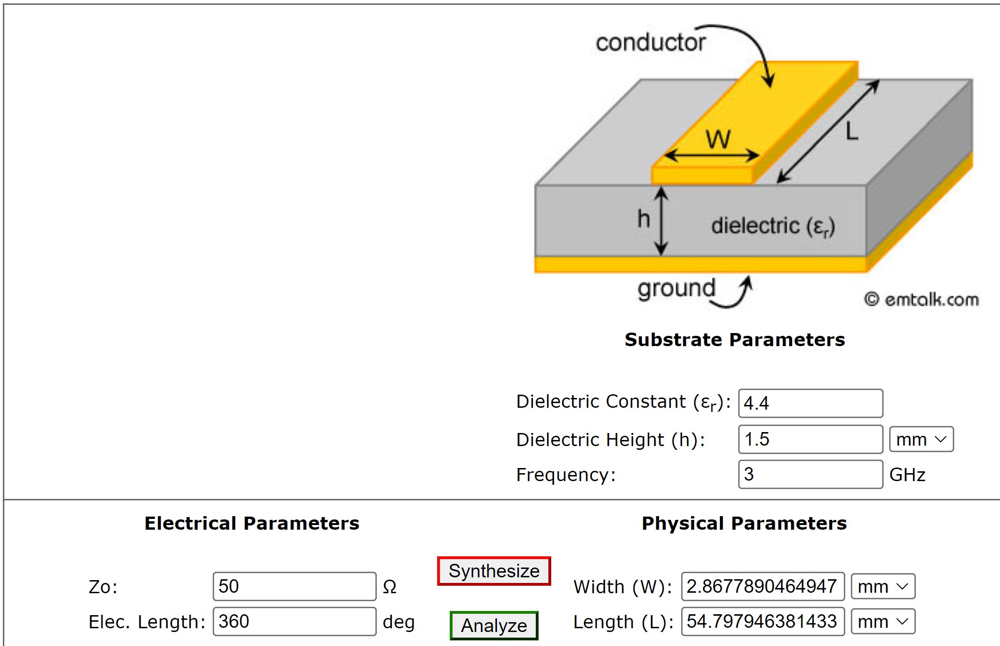 conductor
W
L
h
dielectric (εr)
ground
© emtalk.com
Substrate Parameters
Dielectric Constant (εr): 4.4
Dielectric Height (h): 1.5 mm
Frequency: 3 GHz
Electrical Parameters
Physical Parameters
Synthesize
Zo: 50 Ω
Width (W): 2.8677890464947 mm
Elec. Length: 360 deg
Analyze
Length (L): 54.797946381433 mm